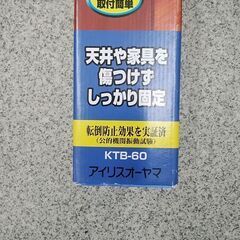 取付簡単
天井や家具を
傷つけず
しっかり固定
転倒防止効果を実証済
(公的機関振動試験)
KTB-60
アイリスオーヤマ